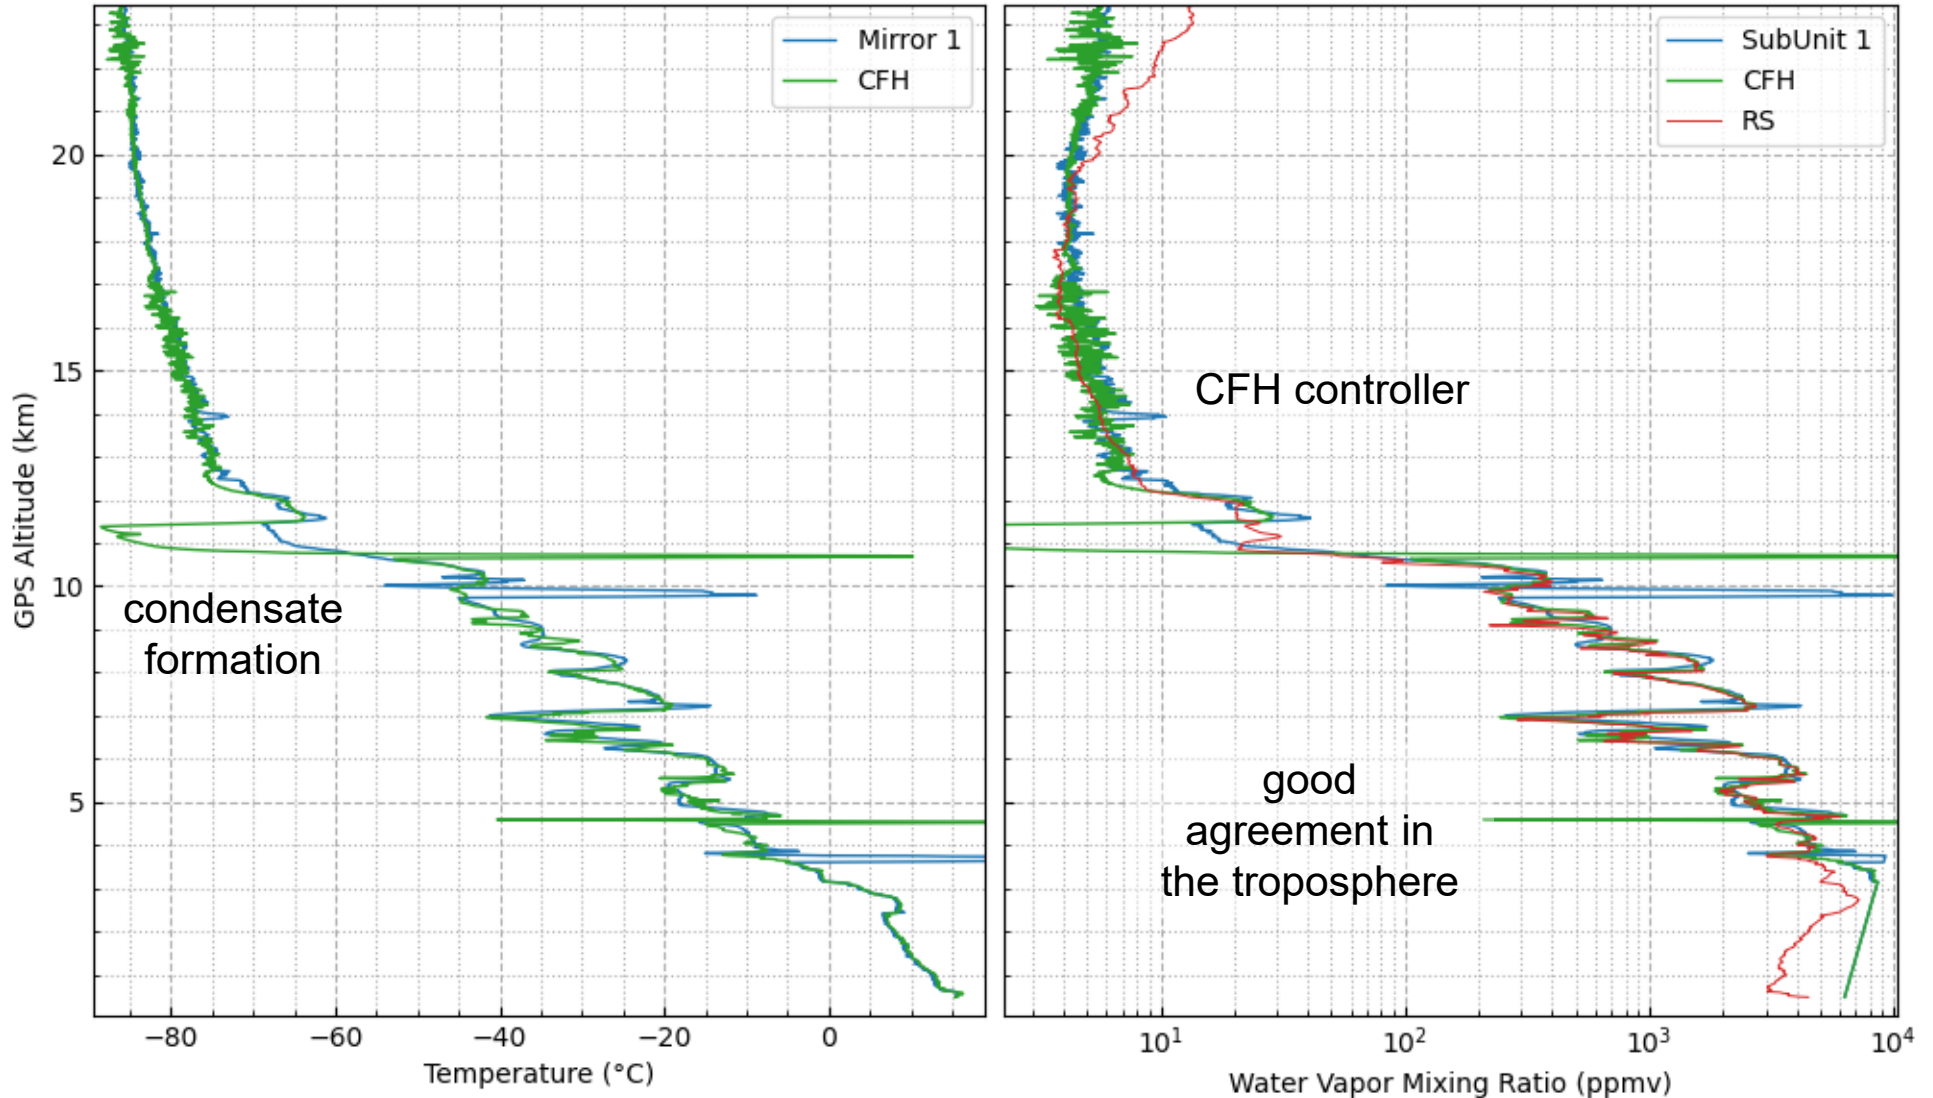 Mirror 1
CFH
SubUnit 1
CFH
RS
20
15
10
5
GPS Altitude (km)
condensate
formation
CFH controller
good
agreement in
the troposphere
−80
−60
−40
−20
0
Temperature (°C)
10¹
10²
10³
10⁴
Water Vapor Mixing Ratio (ppmv)